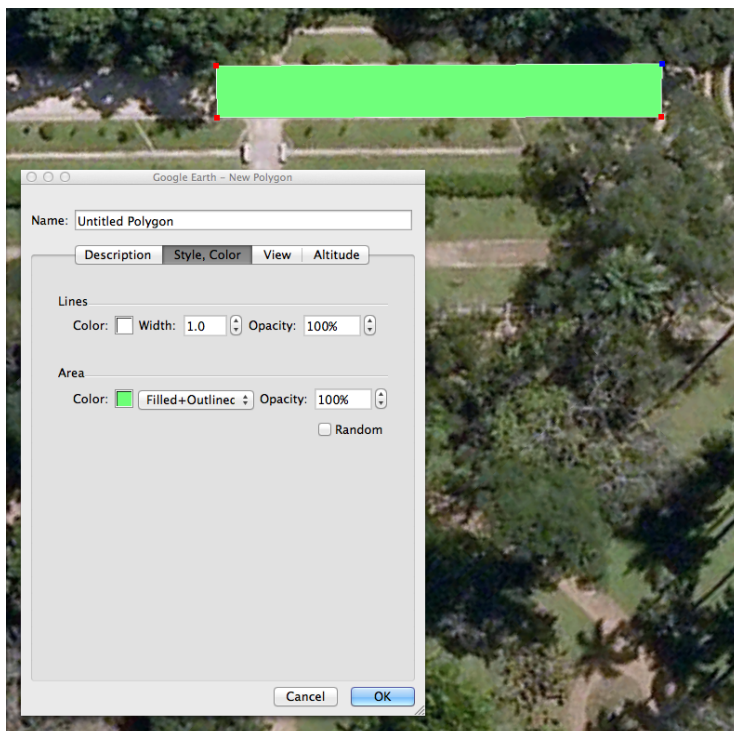 Google Earth - New Polygon
Name: Untitled Polygon
Description Style, Color View Altitude
Lines
Color: Width: 1.0 Opacity: 100%
Area
Color: Filled+Outlinec Opacity: 100%
Random
Cancel OK